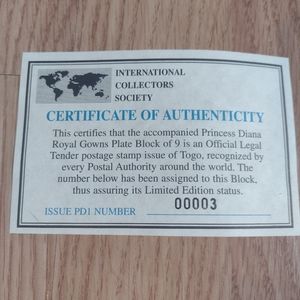 INTERNATIONAL
COLLECTORS
SOCIETY
CERTIFICATE OF AUTHENTICITY
This certifies that the accompanied Princess Diana
Royal Gowns Plate Block of 9 is an Official Legal
Tender postage stamp issue of Togo, recognized by
every Postal Authority around the world. The
number below has been assigned to this Block,
thus assuring its Limited Edition status.
ISSUE PD1 NUMBER 00003